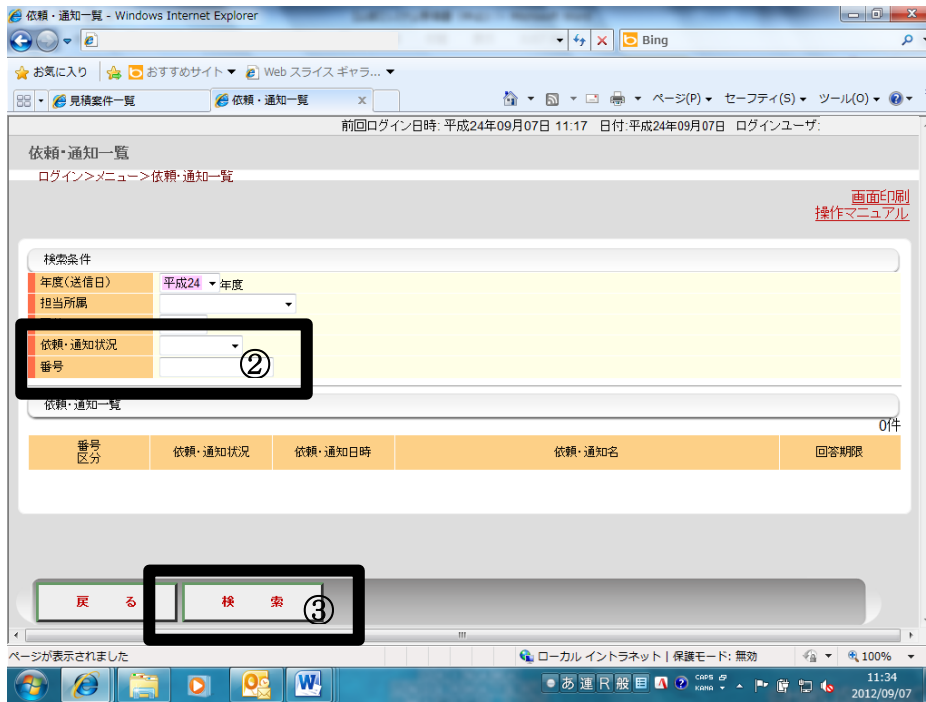 依頼・通知一覧 - Windows Internet Explorer
Bing
お気に入り おすすめサイト ▼ Web スライス ギャラ... ▼
見積案件一覧 依頼・通知一覧 x ページ(P) セーフティ(S) ツール(O)
前回ログイン日時: 平成24年09月07日 11:17 日付:平成24年09月07日 ログインユーザ:
依頼・通知一覧
ログイン>メニュー>依頼・通知一覧
画面印刷
操作マニュアル
検索条件
年度(送信日) 平成24 年度
担当所属
依頼・通知状況
番号 ②
依頼・通知一覧
0件
番号
区分 依頼・通知状況 依頼・通知日時 依頼・通知名 回答期限
戻 る 検 索 ③
ページが表示されました ローカル イントラネット | 保護モード: 無効 100%
あ 連 R 般 CAPS KANA 11:34
2012/09/07